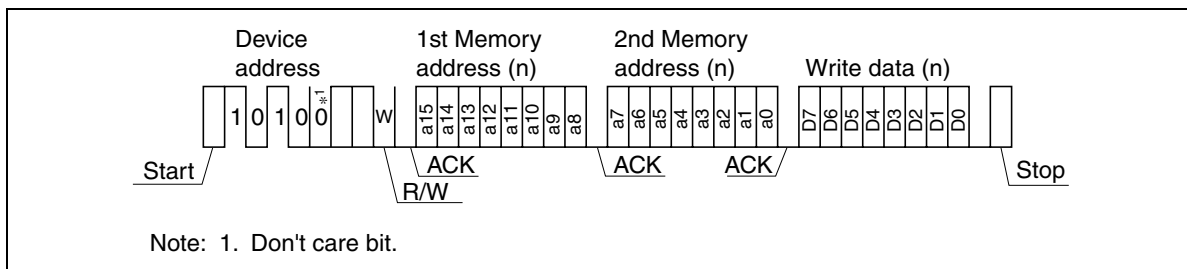 Device address
1st Memory address (n)
2nd Memory address (n)
Write data (n)
1 0 1 0 0*1 W a15 a14 a13 a12 a11 a10 a9 a8 a7 a6 a5 a4 a3 a2 a1 a0 D7 D6 D5 D4 D3 D2 D1 D0
Start ACK ACK ACK Stop
R/W
Note: 1. Don't care bit.